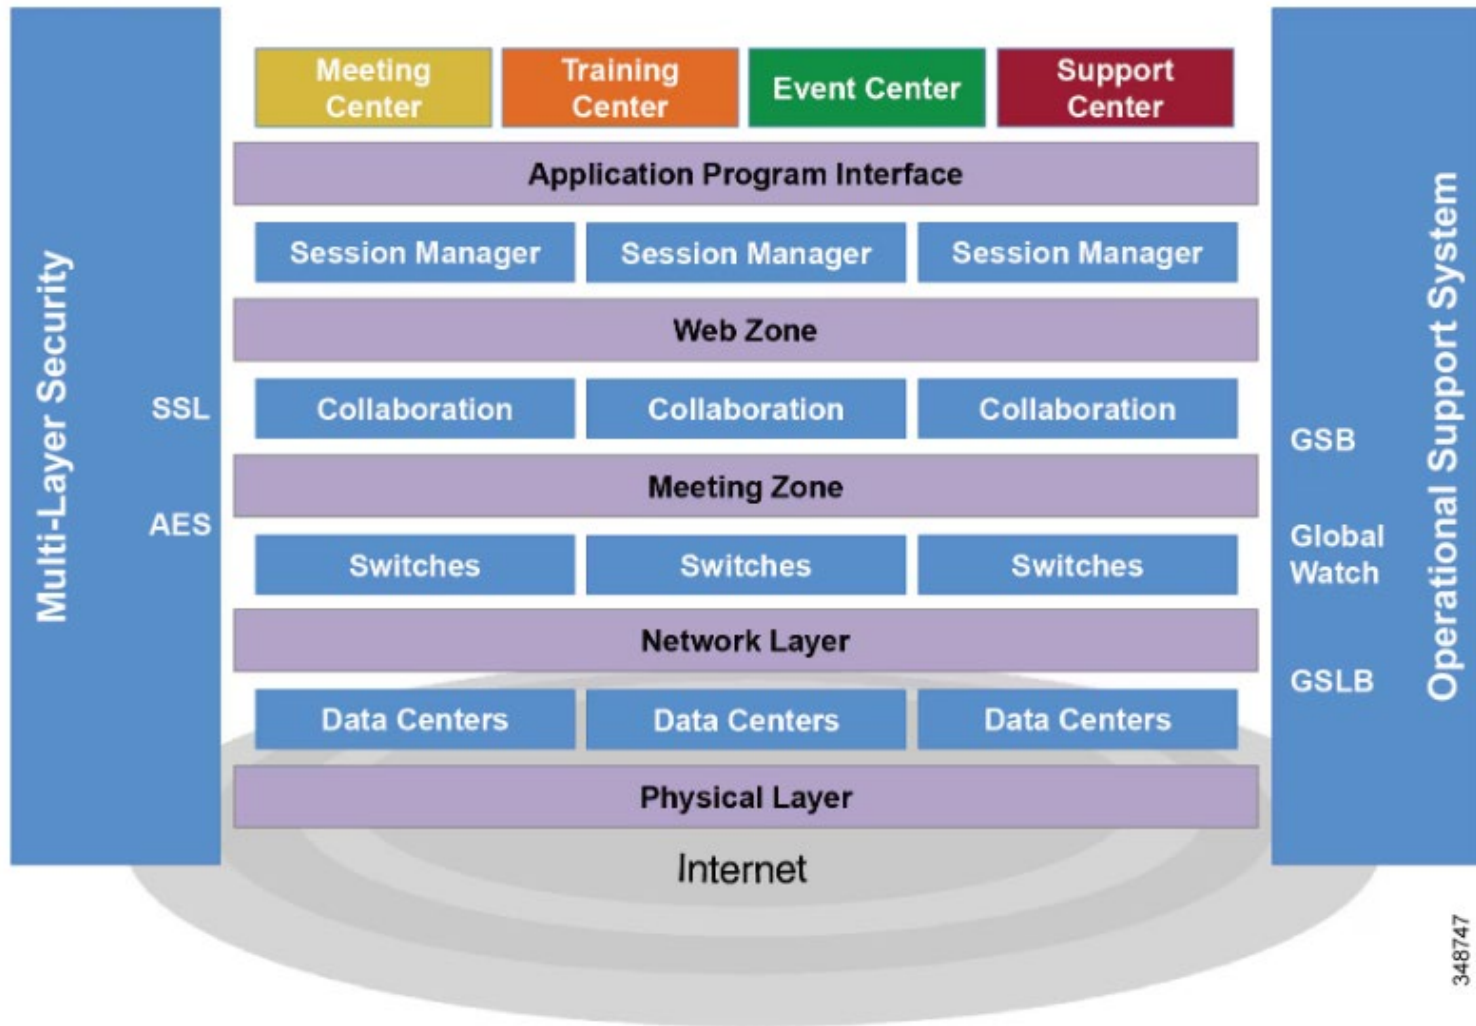 Multi-Layer Security
SSL
AES
Meeting
Center
Training
Center
Event Center
Support
Center
Application Program Interface
Session Manager
Session Manager
Session Manager
Web Zone
Collaboration
Collaboration
Collaboration
Meeting Zone
Switches
Switches
Switches
Network Layer
Data Centers
Data Centers
Data Centers
Physical Layer
Internet
GSB
Global
Watch
GSLB
Operational Support System
348747